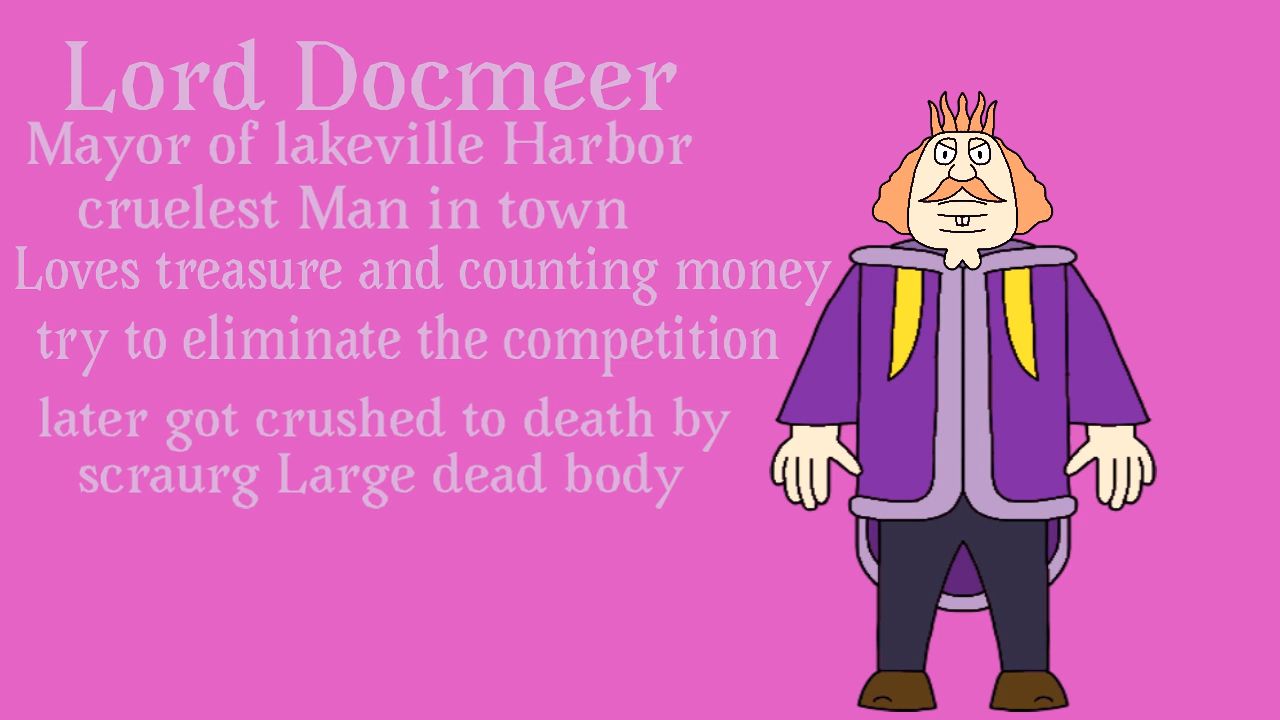 Lord Docmeer
Mayor of lakeville Harbor
cruelest Man in town
Loves treasure and counting money
try to eliminate the competition
later got crushed to death by
scraurg Large dead body